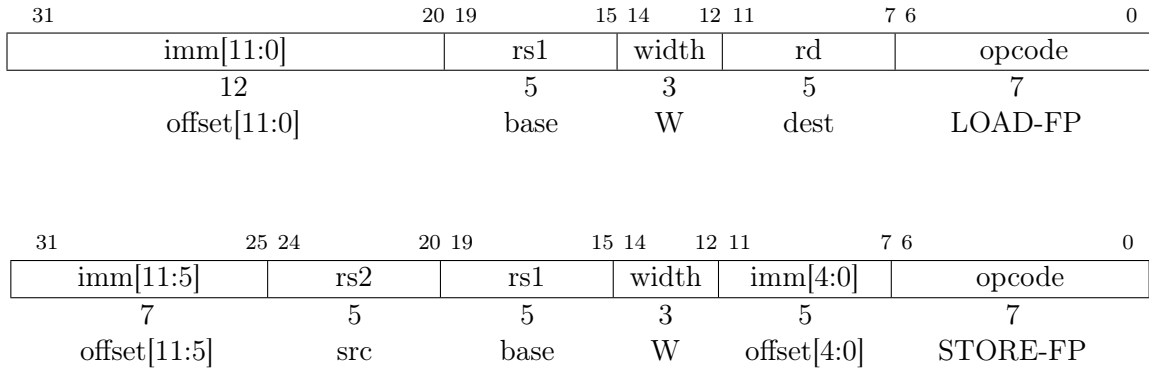 31 20 19 15 14 12 11 7 6 0
imm[11:0] rs1 width rd opcode
12 5 3 5 7
offset[11:0] base W dest LOAD-FP
31 25 24 20 19 15 14 12 11 7 6 0
imm[11:5] rs2 rs1 width imm[4:0] opcode
7 5 5 3 5 7
offset[11:5] src base W offset[4:0] STORE-FP